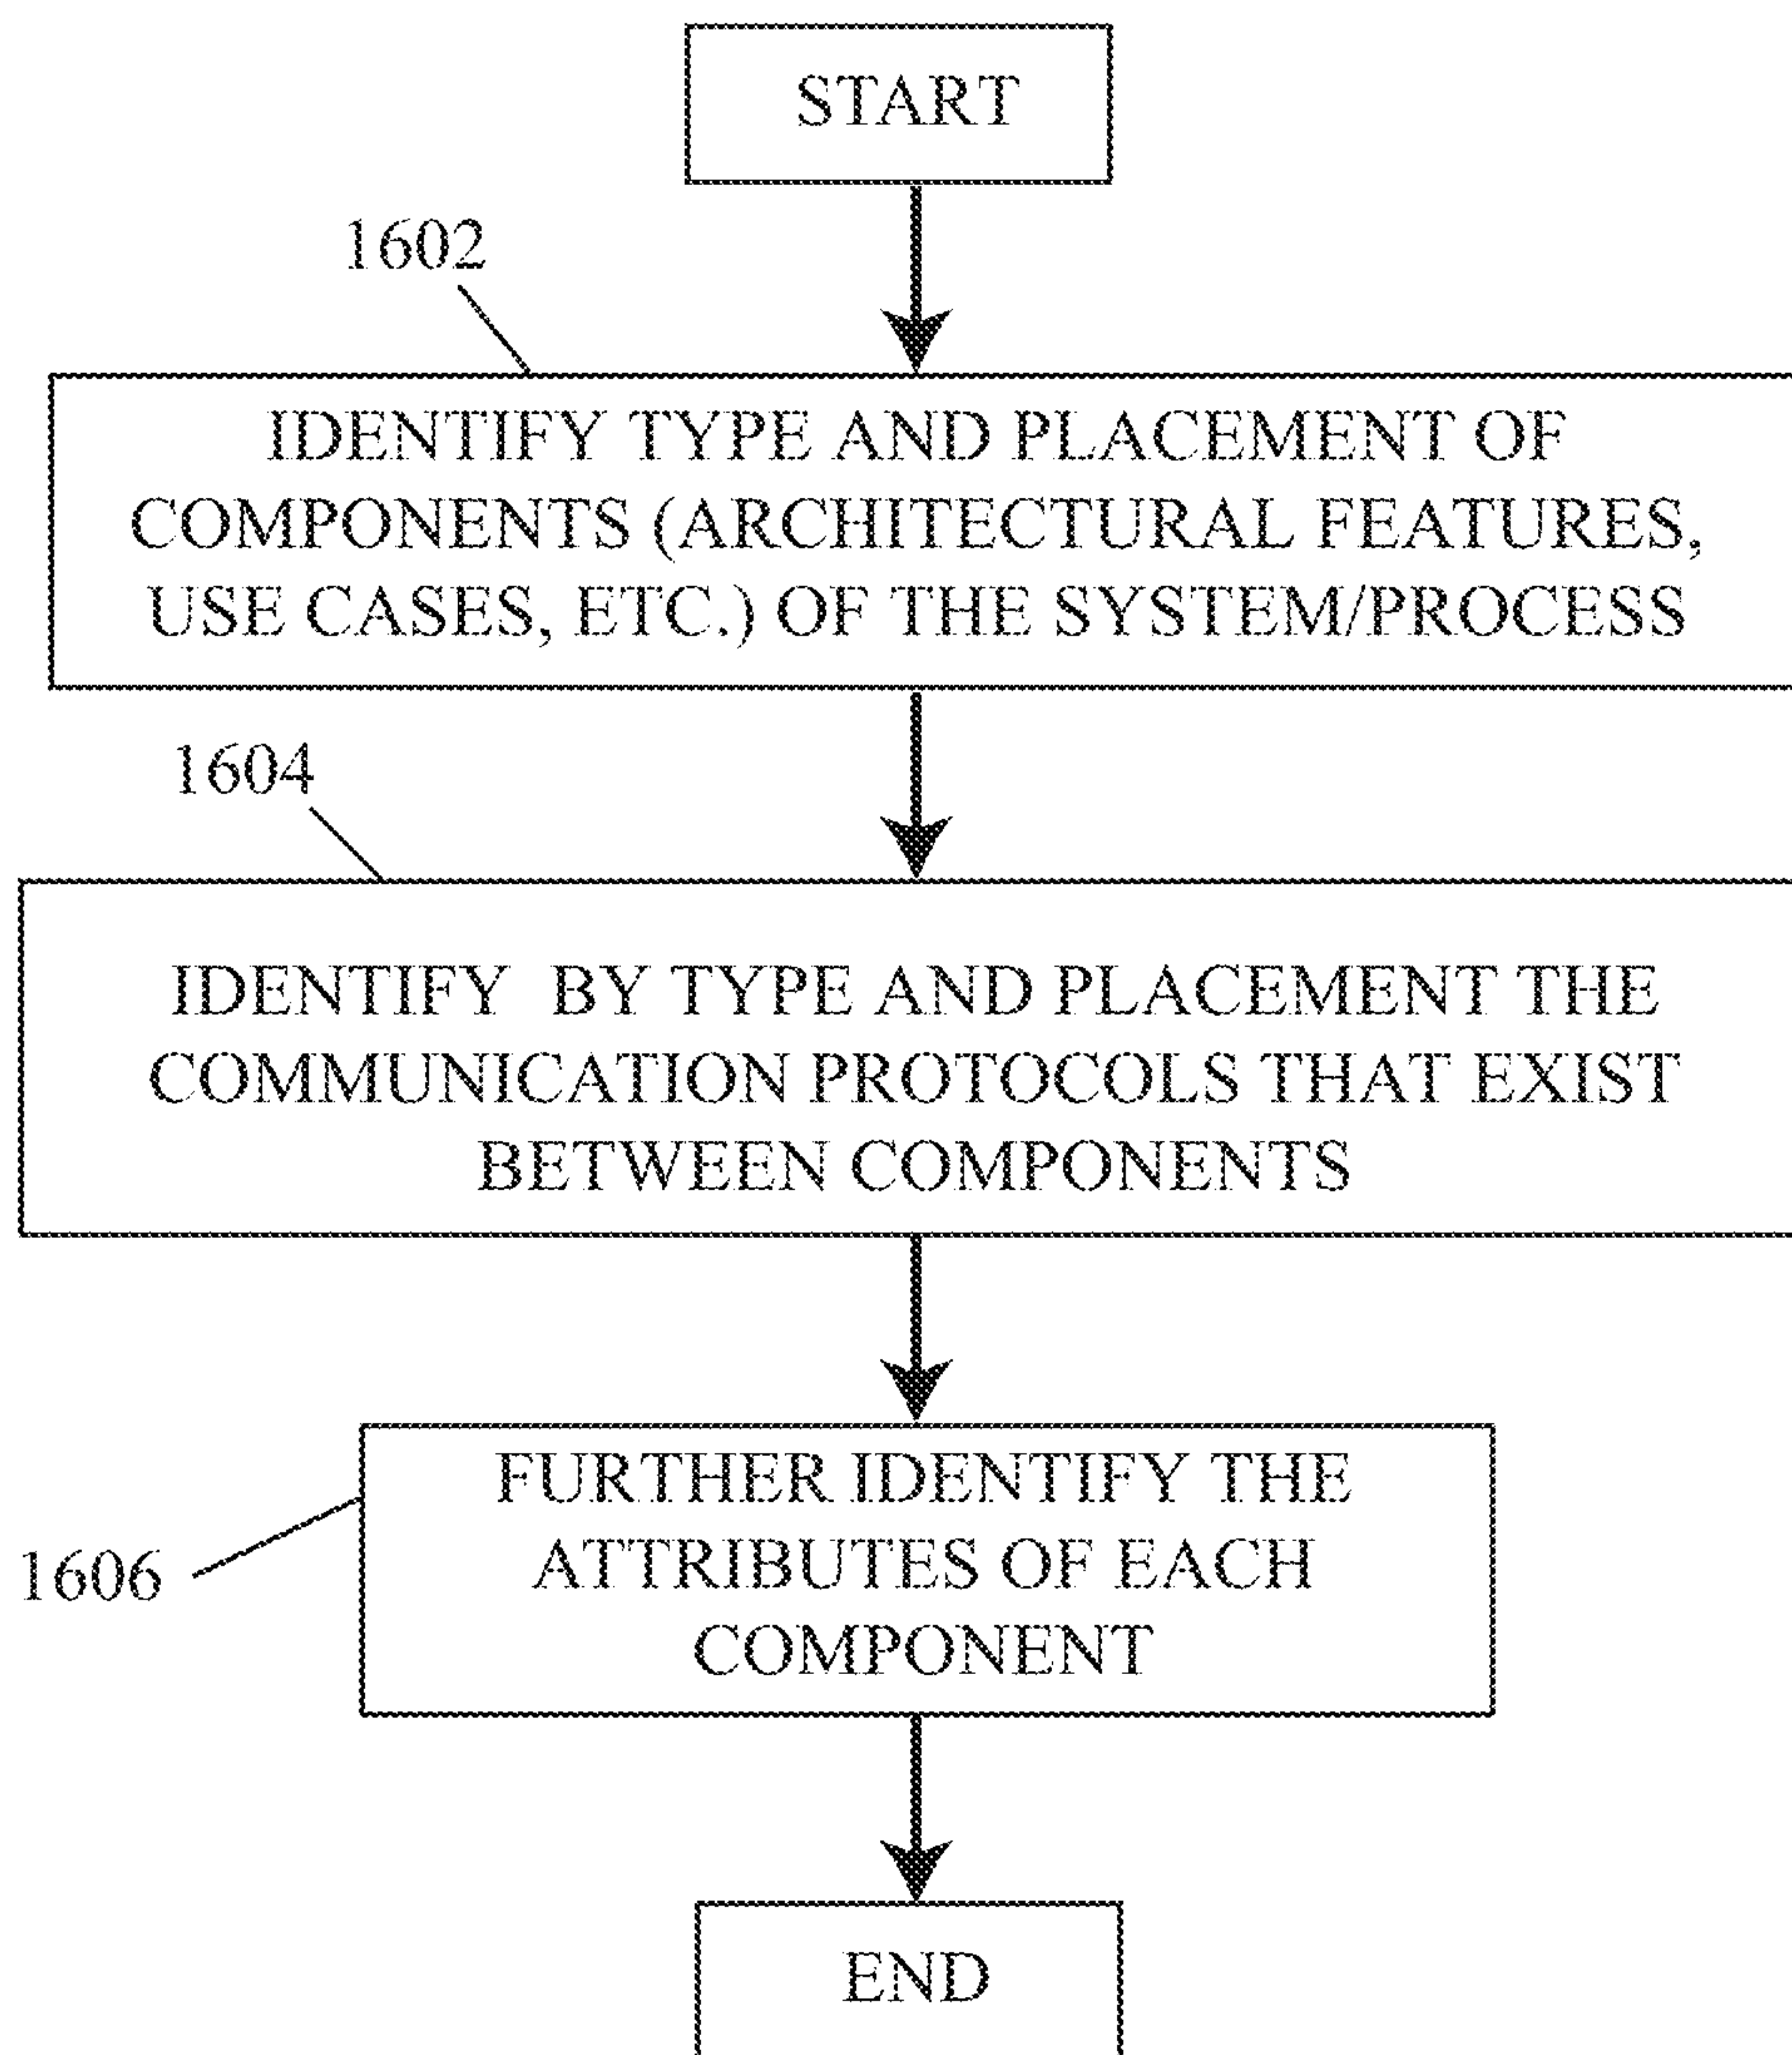 START
1602
IDENTIFY TYPE AND PLACEMENT OF
COMPONENTS (ARCHITECTURAL FEATURES,
USE CASES, ETC.) OF THE SYSTEM/PROCESS
1604
IDENTIFY BY TYPE AND PLACEMENT THE
COMMUNICATION PROTOCOLS THAT EXIST
BETWEEN COMPONENTS
FURTHER IDENTIFY THE
ATTRIBUTES OF EACH
COMPONENT
1606
END